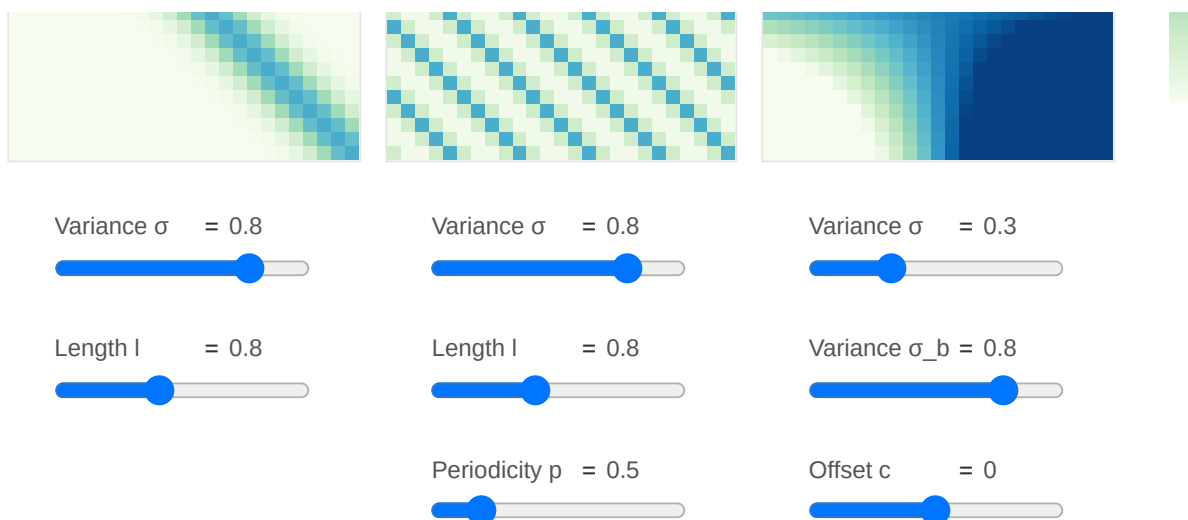 Variance σ = 0.8
Variance σ = 0.8
Variance σ = 0.3
Length l = 0.8
Length l = 0.8
Variance σ_b = 0.8
Periodicity p = 0.5
Offset c = 0